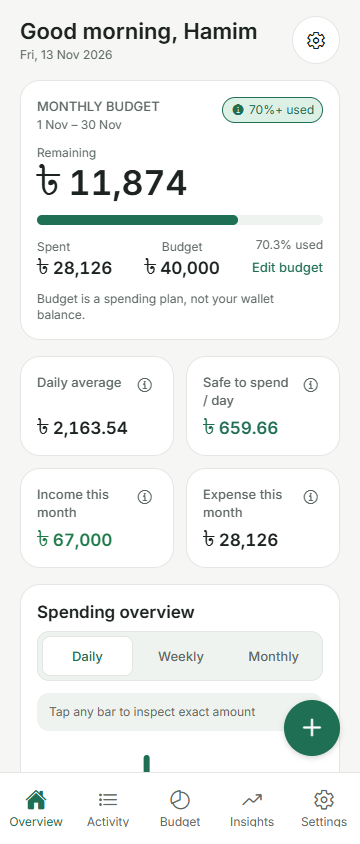 Good morning, Hamim
Fri, 13 Nov 2026
MONTHLY BUDGET
70%+ used
1 Nov – 30 Nov
Remaining
৳ 11,874
Spent
Budget
70.3% used
৳ 28,126
৳ 40,000
Edit budget
Budget is a spending plan, not your wallet
balance.
Daily average
৳ 2,163.54
Safe to spend
/ day
৳ 659.66
Income this
month
৳ 67,000
Expense this
month
৳ 28,126
Spending overview
Daily
Weekly
Monthly
Tap any bar to inspect exact amount
Overview
Activity
Budget
Insights
Settings